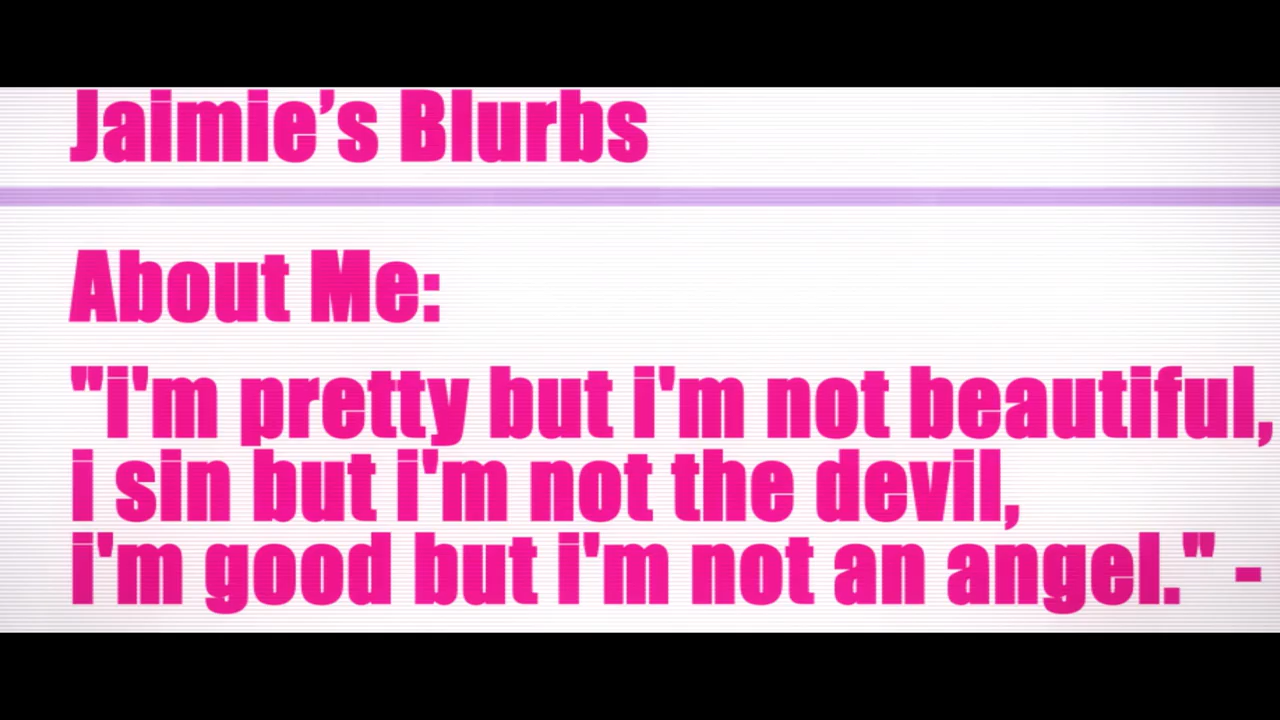 Jaimie’s Blurbs
About Me:
"i'm pretty but i'm not beautiful,
i sin but i'm not the devil,
i'm good but i'm not an angel." -